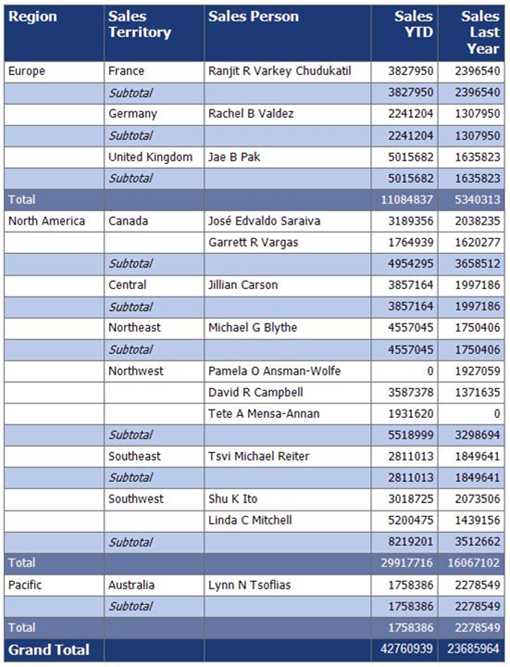 Region Sales Territory Sales Person Sales YTD Sales Last Year
Europe France Ranjit R Varkey Chudukatil 3827950 2396540
Subtotal 3827950 2396540
Germany Rachel B Valdez 2241204 1307950
Subtotal 2241204 1307950
United Kingdom Jae B Pak 5015682 1635823
Subtotal 5015682 1635823
Total 11084837 5340313
North America Canada José Edvaldo Saraiva 3189356 2038235
Garrett R Vargas 1764939 1620277
Subtotal 4954295 3658512
Central Jillian Carson 3857164 1997186
Subtotal 3857164 1997186
Northeast Michael G Blythe 4557045 1750406
Subtotal 4557045 1750406
Northwest Pamela O Ansman-Wolfe 0 1927059
David R Campbell 3587378 1371635
Tete A Mensa-Annan 1931620 0
Subtotal 5518999 3298694
Southeast Tsvi Michael Reiter 2811013 1849641
Subtotal 2811013 1849641
Southwest Shu K Ito 3018725 2073506
Linda C Mitchell 5200475 1439156
Subtotal 8219201 3512662
Total 29917716 16067102
Pacific Australia Lynn N Tsoflias 1758386 2278549
Subtotal 1758386 2278549
Total 1758386 2278549
Grand Total 42760939 23685964